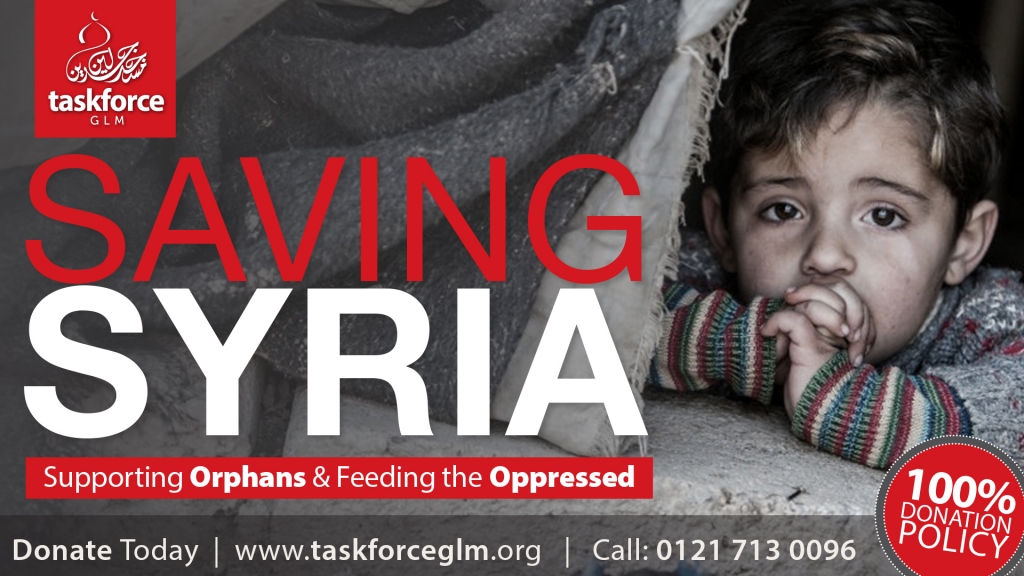 taskforce
GLM
SAVING
SYRIA
Supporting Orphans & Feeding the Oppressed
Donate Today | www.taskforceglm.org | Call: 0121 713 0096
100%
DONATION
POLICY